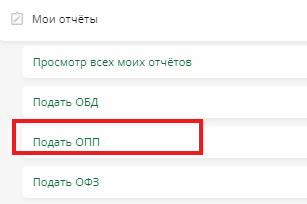 Мои отчёты
Просмотр всех моих отчётов
Подать ОБД
Подать ОПП
Подать ОФЗ